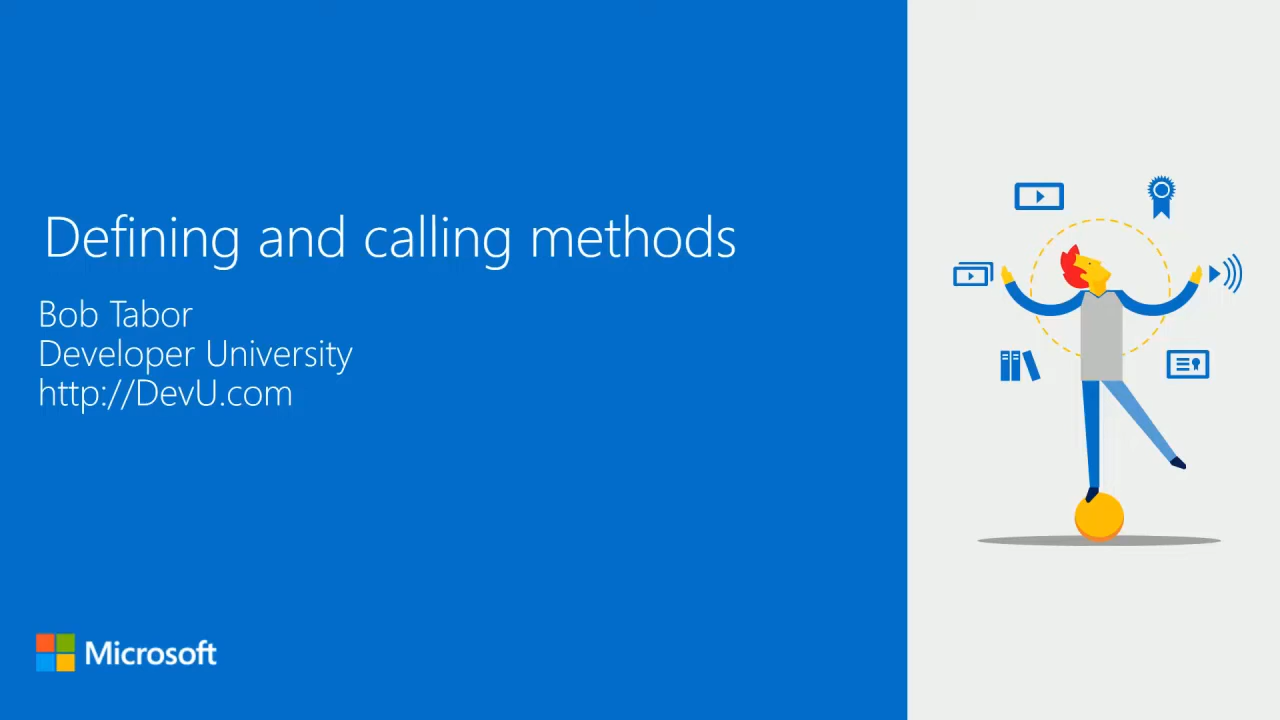 Defining and calling methods
Bob Tabor
Developer University
http://DevU.com
Microsoft